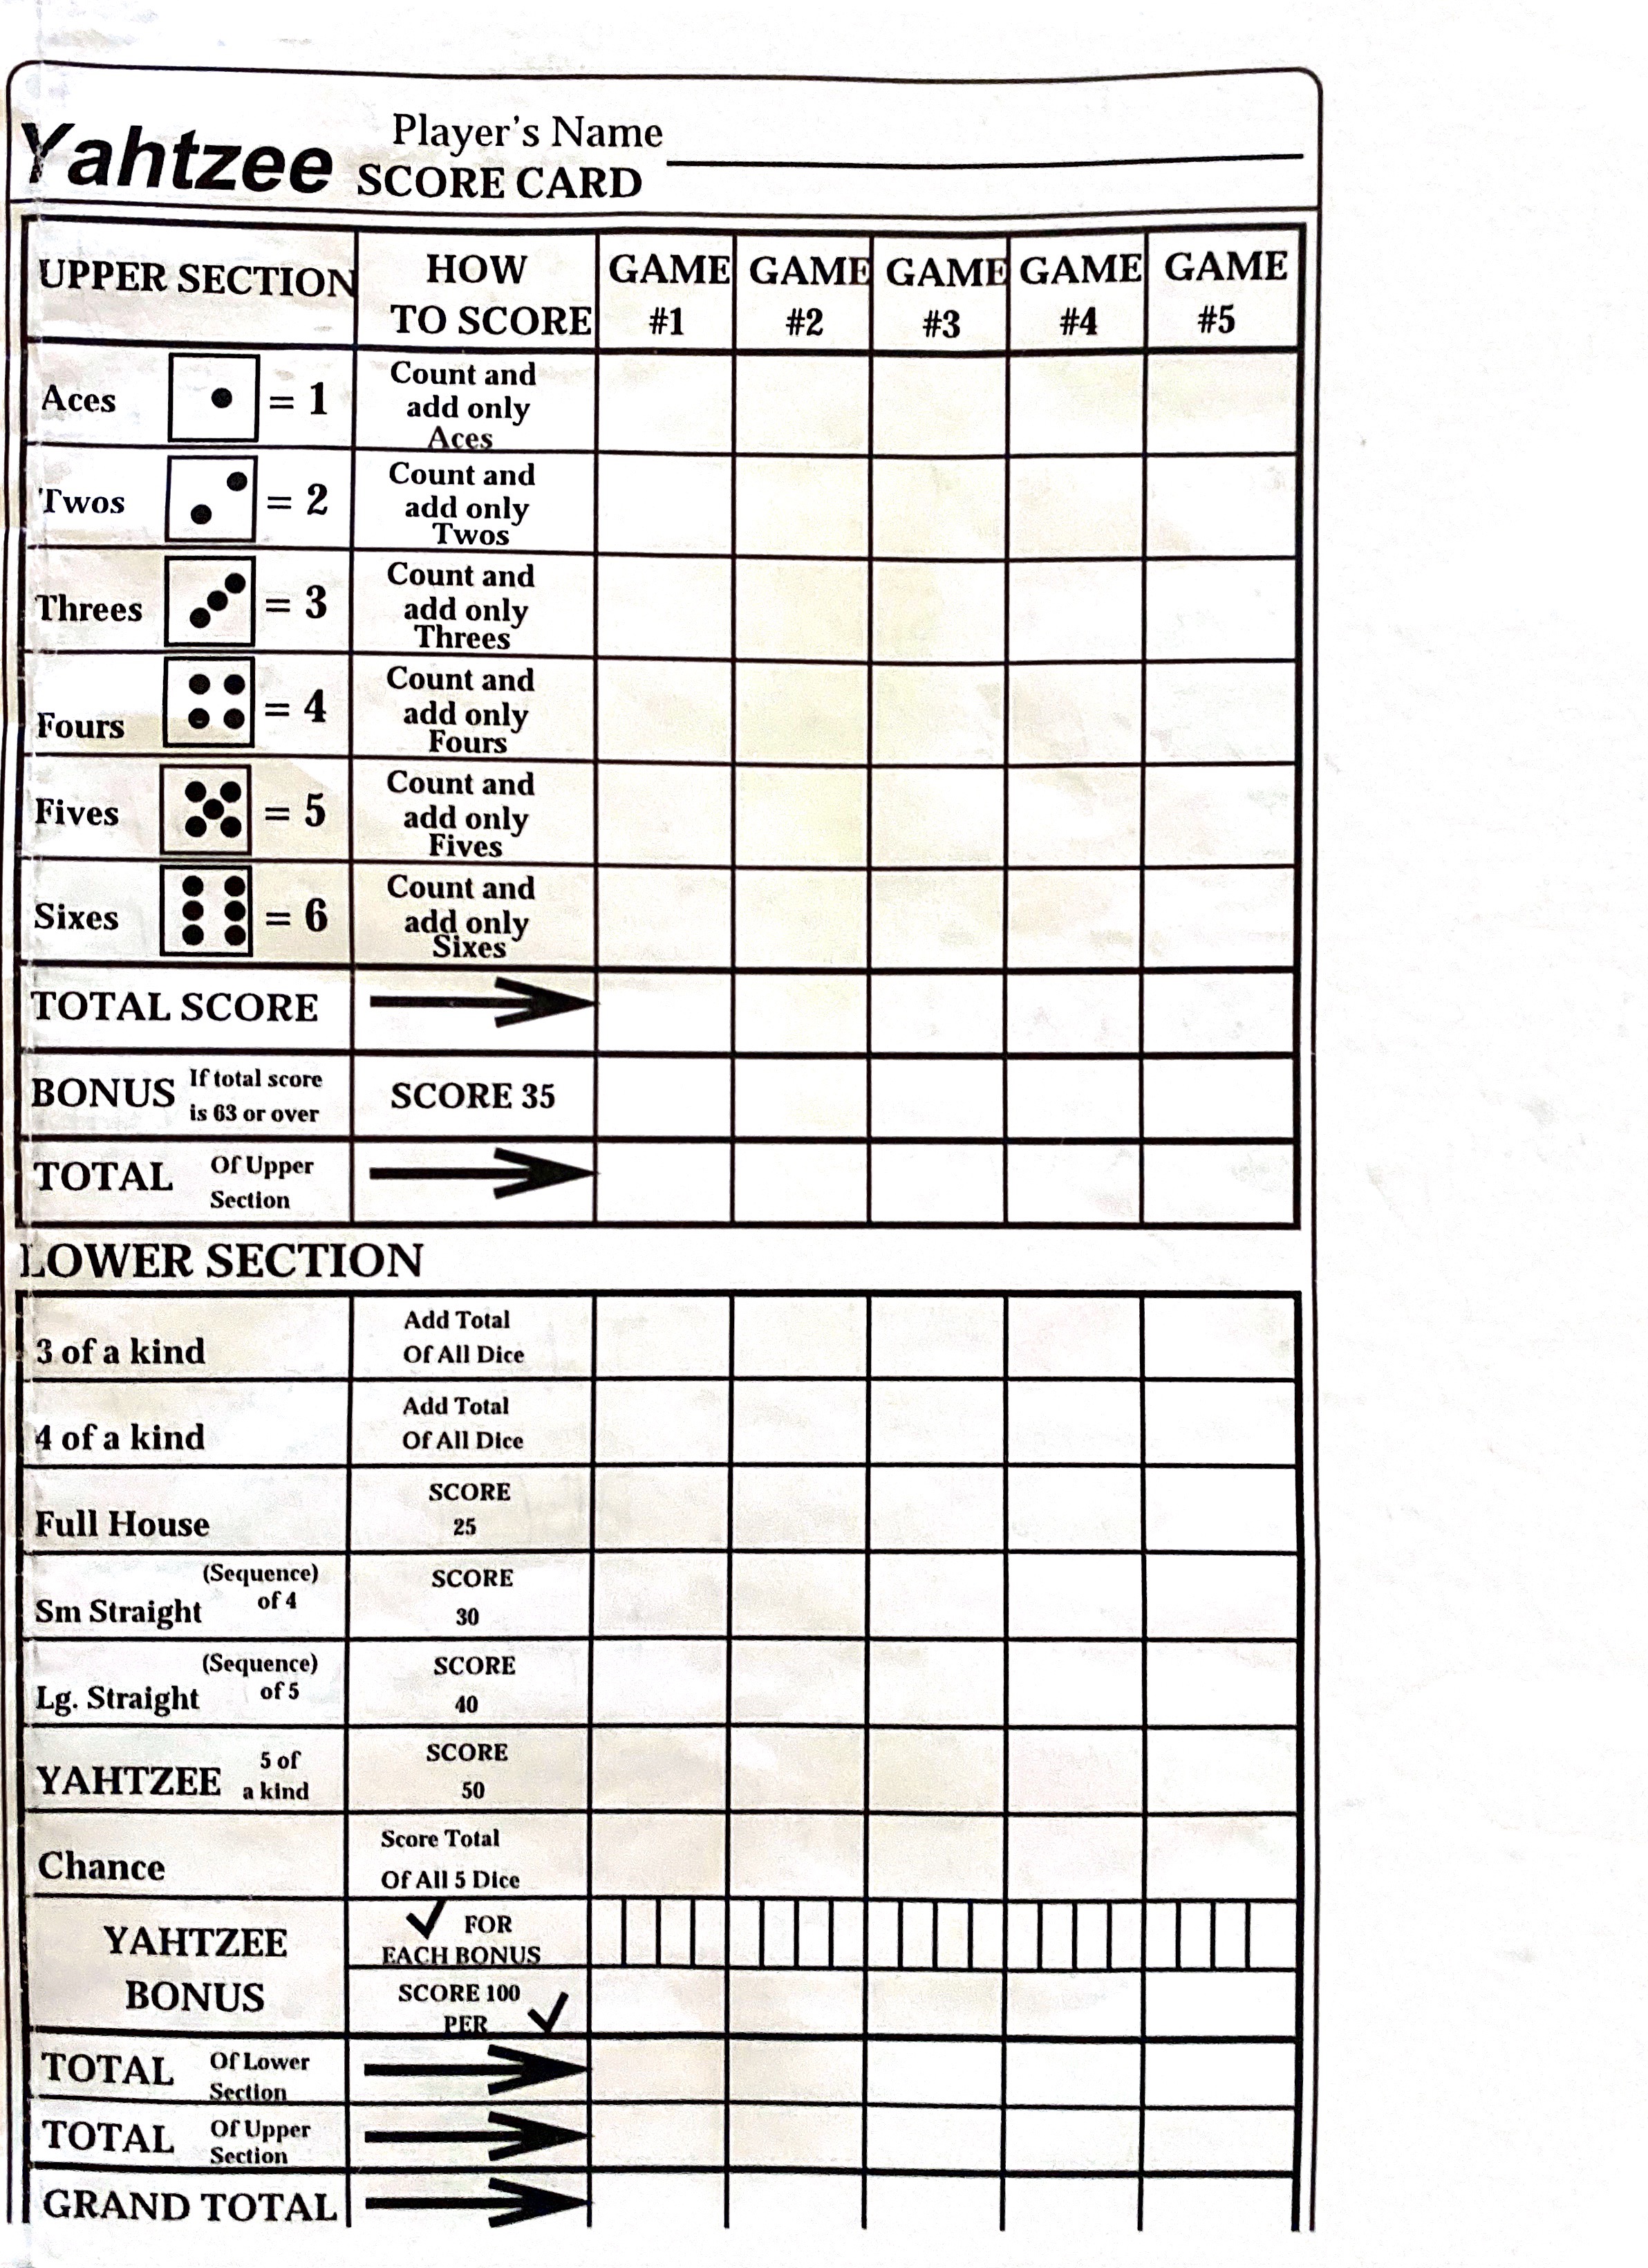 Yahtzee
Player's Name
SCORE CARD
UPPER SECTION HOW TO SCORE GAME #1 GAME #2 GAME #3 GAME #4 GAME #5
Aces = 1 Count and
add only
Aces
Twos = 2 Count and
add only
Twos
Threes = 3 Count and
add only
Threes
Fours = 4 Count and
add only
Fours
Fives = 5 Count and
add only
Fives
Sixes = 6 Count and
add only
Sixes
TOTAL SCORE
BONUS If total score
is 63 or over
SCORE 35
TOTAL Of Upper
Section
LOWER SECTION
3 of a kind Add Total
Of All Dice
4 of a kind Add Total
Of All Dice
Full House SCORE
25
Sm Straight (Sequence)
of 4
SCORE
30
Lg. Straight (Sequence)
of 5
SCORE
40
YAHTZEE 5 of
a kind
SCORE
50
Chance Score Total
Of All 5 Dice
YAHTZEE
BONUS
✓ FOR
EACH BONUS
SCORE 100
PER ✓
TOTAL Of Lower
Section
TOTAL Of Upper
Section
GRAND TOTAL